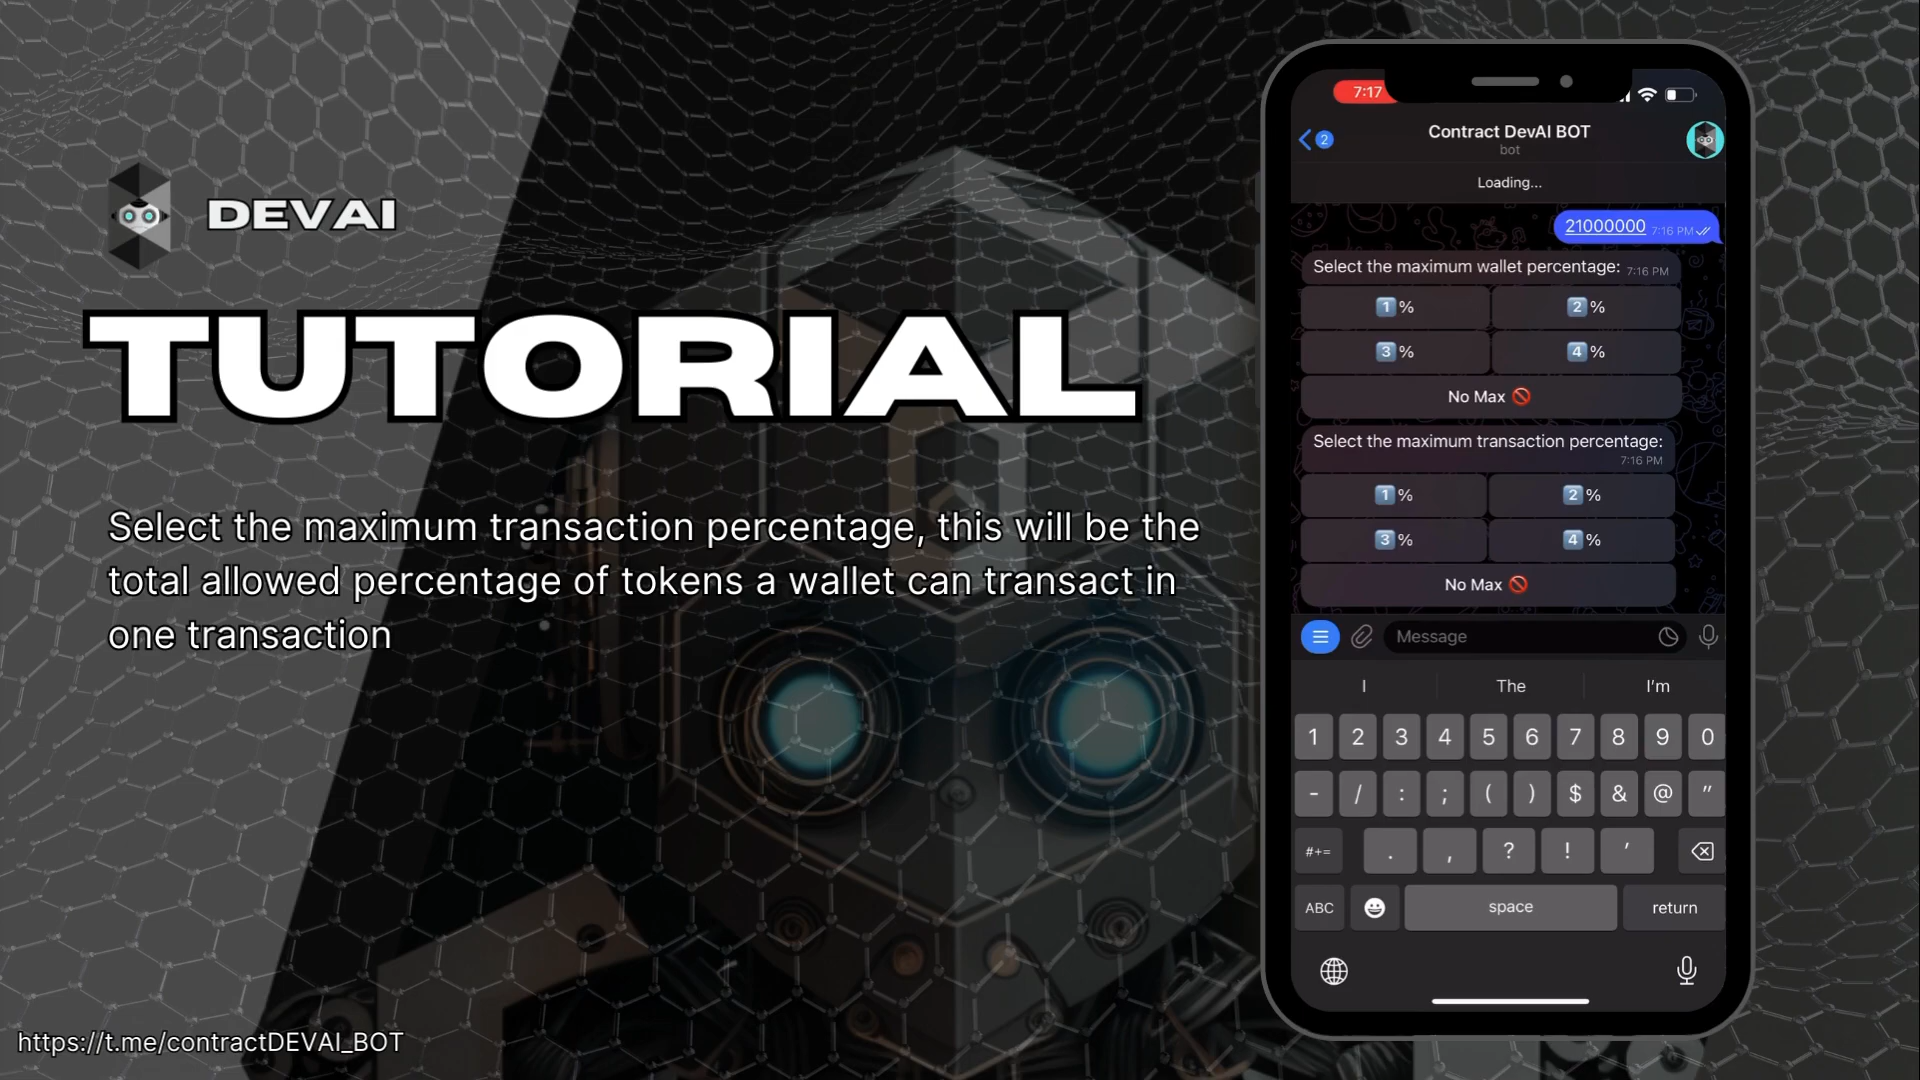 DEVAI
TUTORIAL
Select the maximum transaction percentage, this will be the
total allowed percentage of tokens a wallet can transact in
one transaction
https://t.me/contractDEVAI_BOT
7:17
2
Contract DevAI BOT
bot
Loading...
21000000 7:16 PM
Select the maximum wallet percentage: 7:16 PM
1 % 2 %
3 % 4 %
No Max 🚫
Select the maximum transaction percentage:
7:16 PM
1 % 2 %
3 % 4 %
No Max 🚫
Message
I The I'm
1 2 3 4 5 6 7 8 9 0
- / : ; ( ) $ & @ "
#+= . , ? ! '
ABC space return